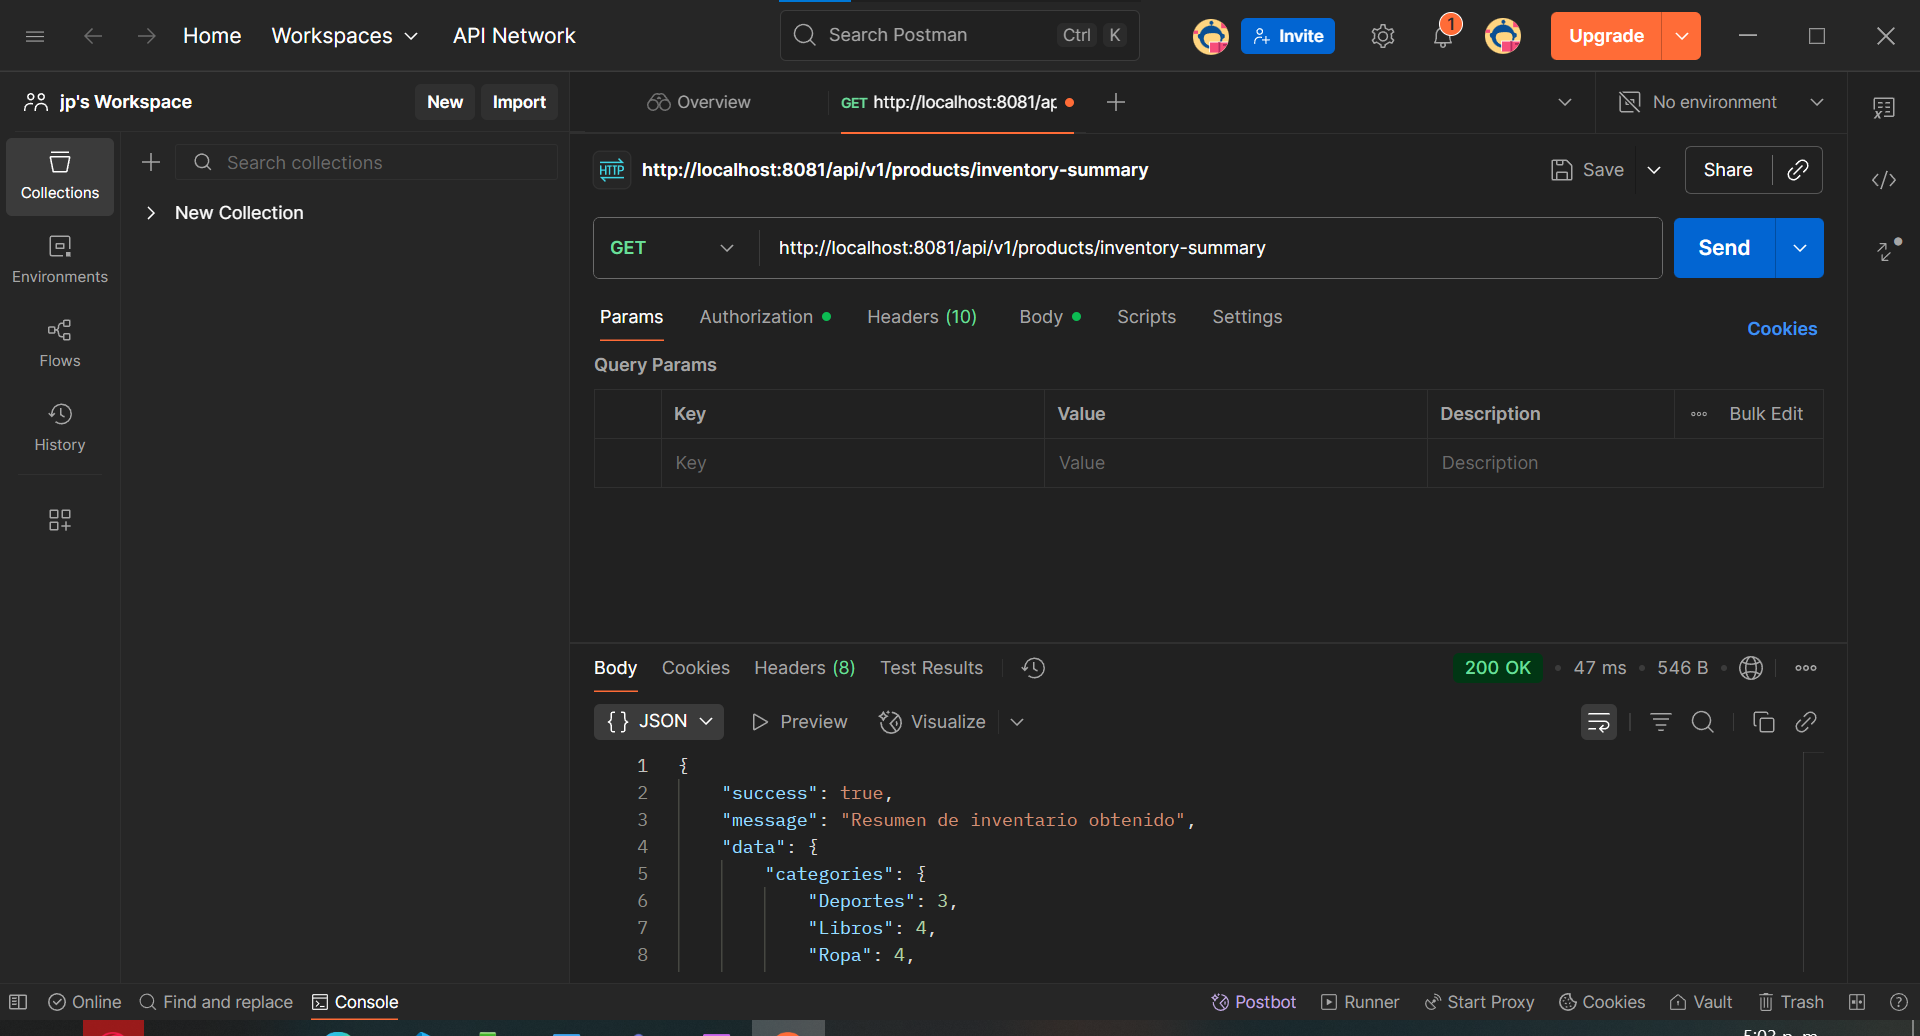 Home Workspaces API Network Search Postman Ctrl K Invite 1 Upgrade
jp's Workspace New Import Overview GET http://localhost:8081/ap No environment
Collections
Search collections
New Collection
Environments
Flows
History
HTTP http://localhost:8081/api/v1/products/inventory-summary Save Share
GET http://localhost:8081/api/v1/products/inventory-summary Send
Params Authorization Headers (10) Body Scripts Settings Cookies
Query Params
Key Value Description Bulk Edit
Key Value Description
Body Cookies Headers (8) Test Results 200 OK • 47 ms • 546 B
{ } JSON Preview Visualize
1 {
2 "success": true,
3 "message": "Resumen de inventario obtenido",
4 "data": {
5 "categories": {
6 "Deportes": 3,
7 "Libros": 4,
8 "Ropa": 4,
Online Find and replace Console Postbot Runner Start Proxy Cookies Vault Trash